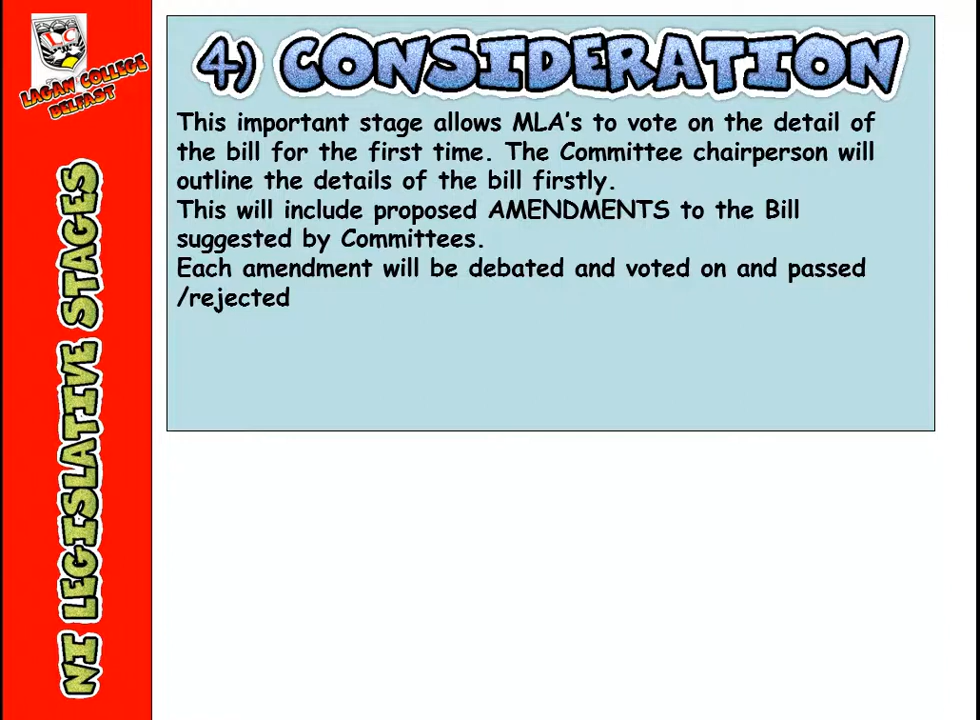 LC
LAGAN COLLEGE
BELFAST
NI LEGISLATIVE STAGES
4) CONSIDERATION
This important stage allows MLA's to vote on the detail of
the bill for the first time. The Committee chairperson will
outline the details of the bill firstly.
This will include proposed AMENDMENTS to the Bill
suggested by Committees.
Each amendment will be debated and voted on and passed
/rejected